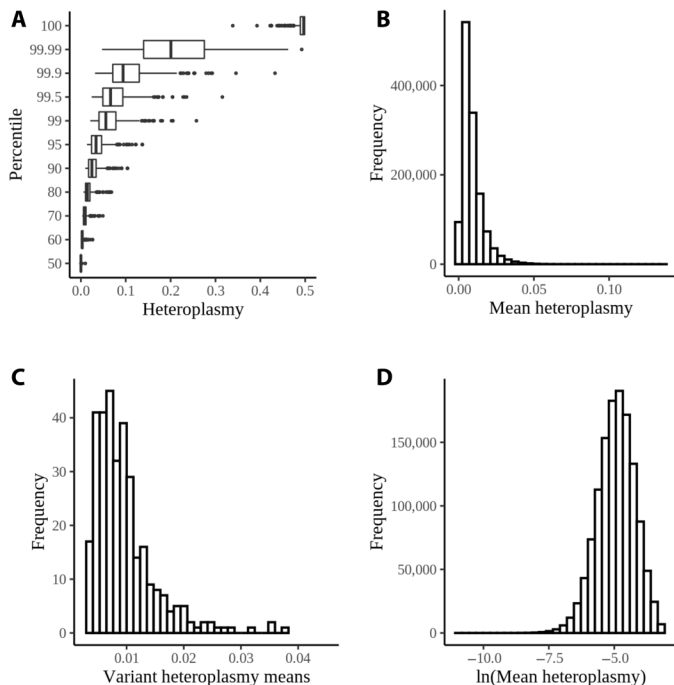 A
100
99.99
99.9
99.5
99
95
90
80
70
60
50
Percentile
0.0 0.1 0.2 0.3 0.4 0.5
Heteroplasmy
B
400,000
200,000
0
Frequency
0.00 0.05 0.10
Mean heteroplasmy
C
40
30
20
10
0
Frequency
0.01 0.02 0.03 0.04
Variant heteroplasmy means
D
150,000
100,000
50,000
0
Frequency
−10.0 −7.5 −5.0
ln(Mean heteroplasmy)